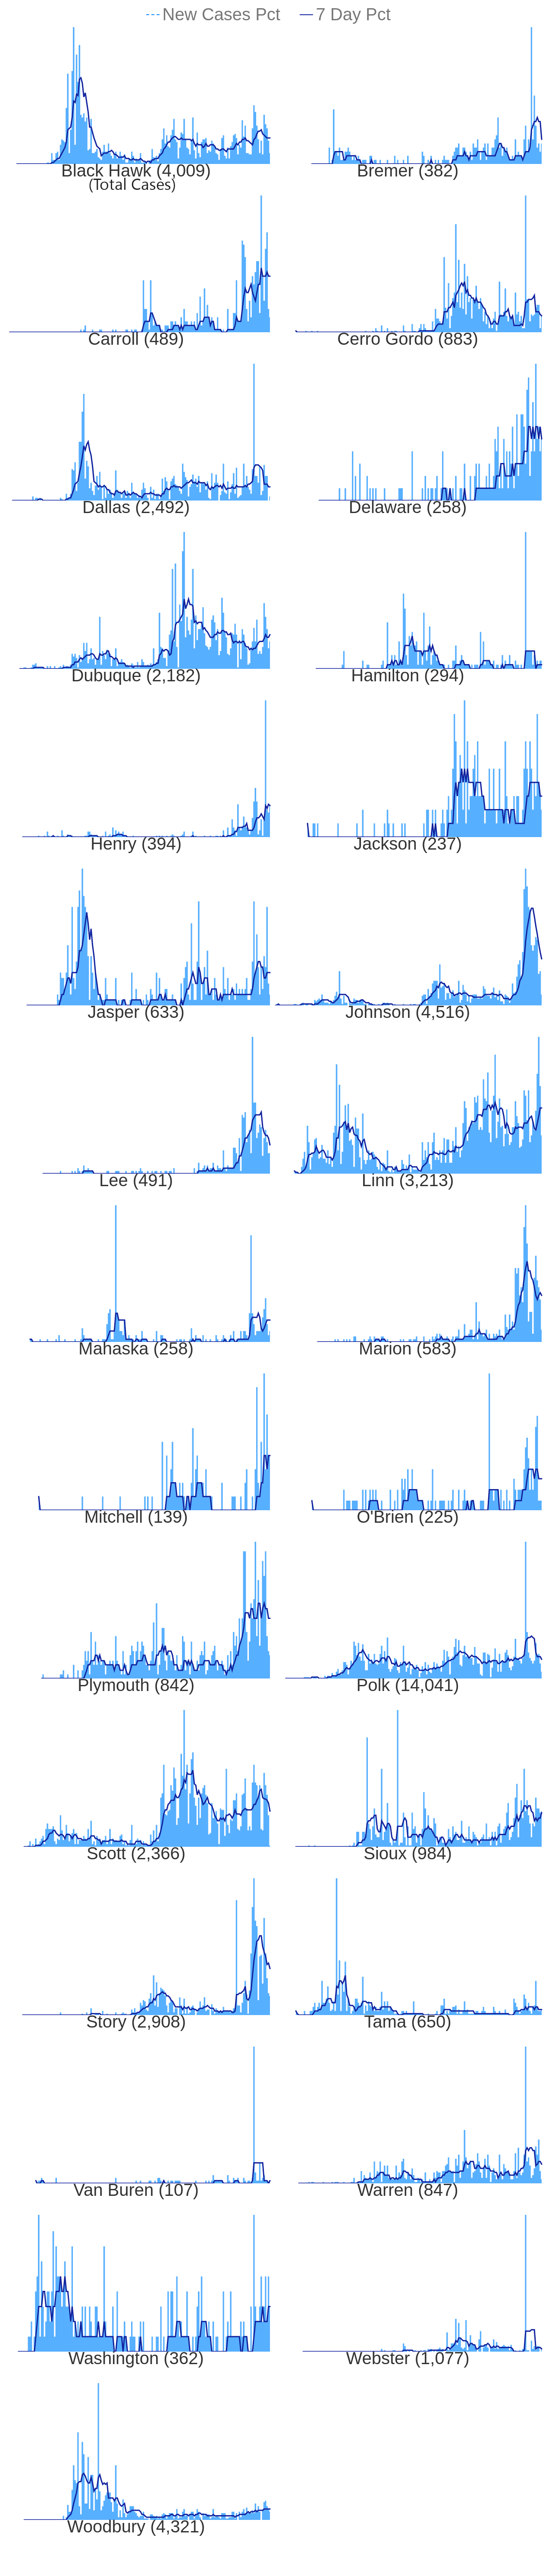 New Cases Pct 7 Day Pct
Black Hawk (4,009)
(Total Cases)
Bremer (382)
Carroll (489)
Cerro Gordo (883)
Dallas (2,492)
Delaware (258)
Dubuque (2,182)
Hamilton (294)
Henry (394)
Jackson (237)
Jasper (633)
Johnson (4,516)
Lee (491)
Linn (3,213)
Mahaska (258)
Marion (583)
Mitchell (139)
O'Brien (225)
Plymouth (842)
Polk (14,041)
Scott (2,366)
Sioux (984)
Story (2,908)
Tama (650)
Van Buren (107)
Warren (847)
Washington (362)
Webster (1,077)
Woodbury (4,321)